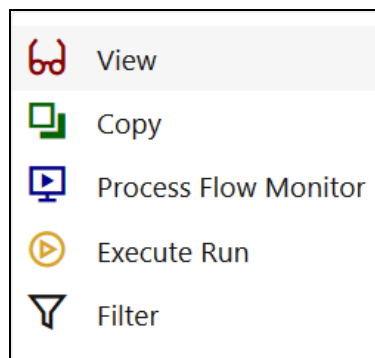 View
Copy
Process Flow Monitor
Execute Run
Filter